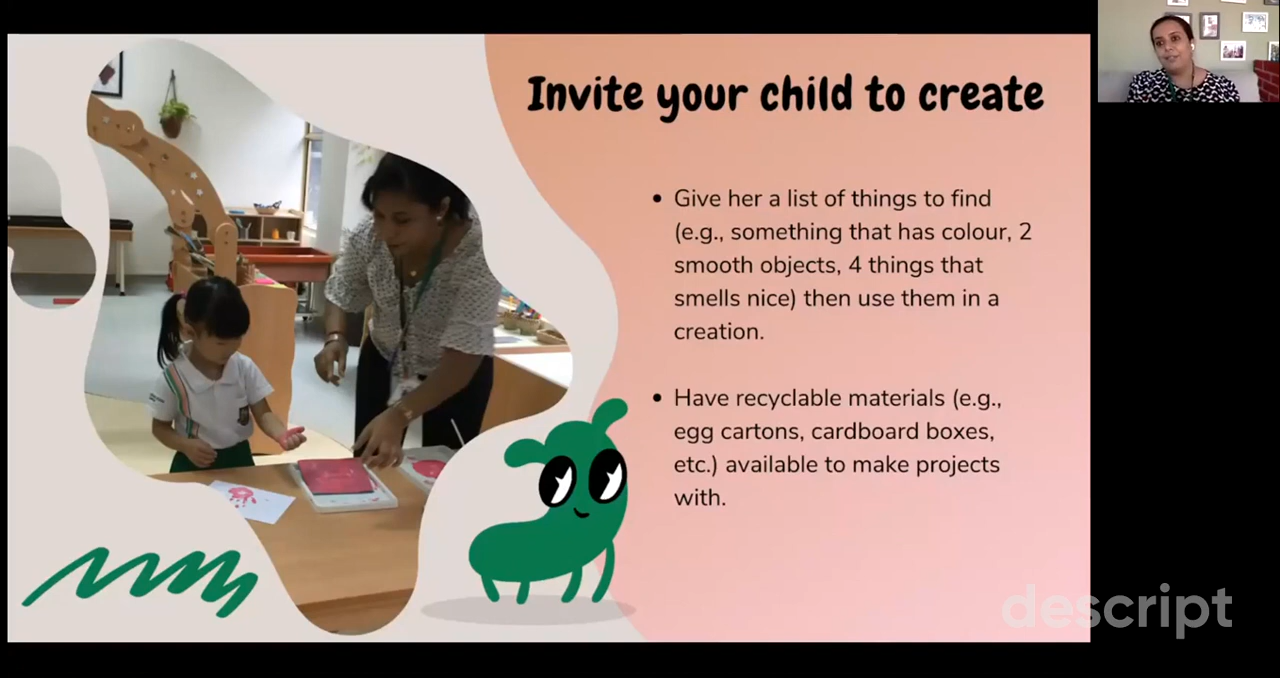 Invite your child to create
• Give her a list of things to find
(e.g., something that has colour, 2
smooth objects, 4 things that
smells nice) then use them in a
creation.
• Have recyclable materials (e.g.,
egg cartons, cardboard boxes,
etc.) available to make projects
with.
descript